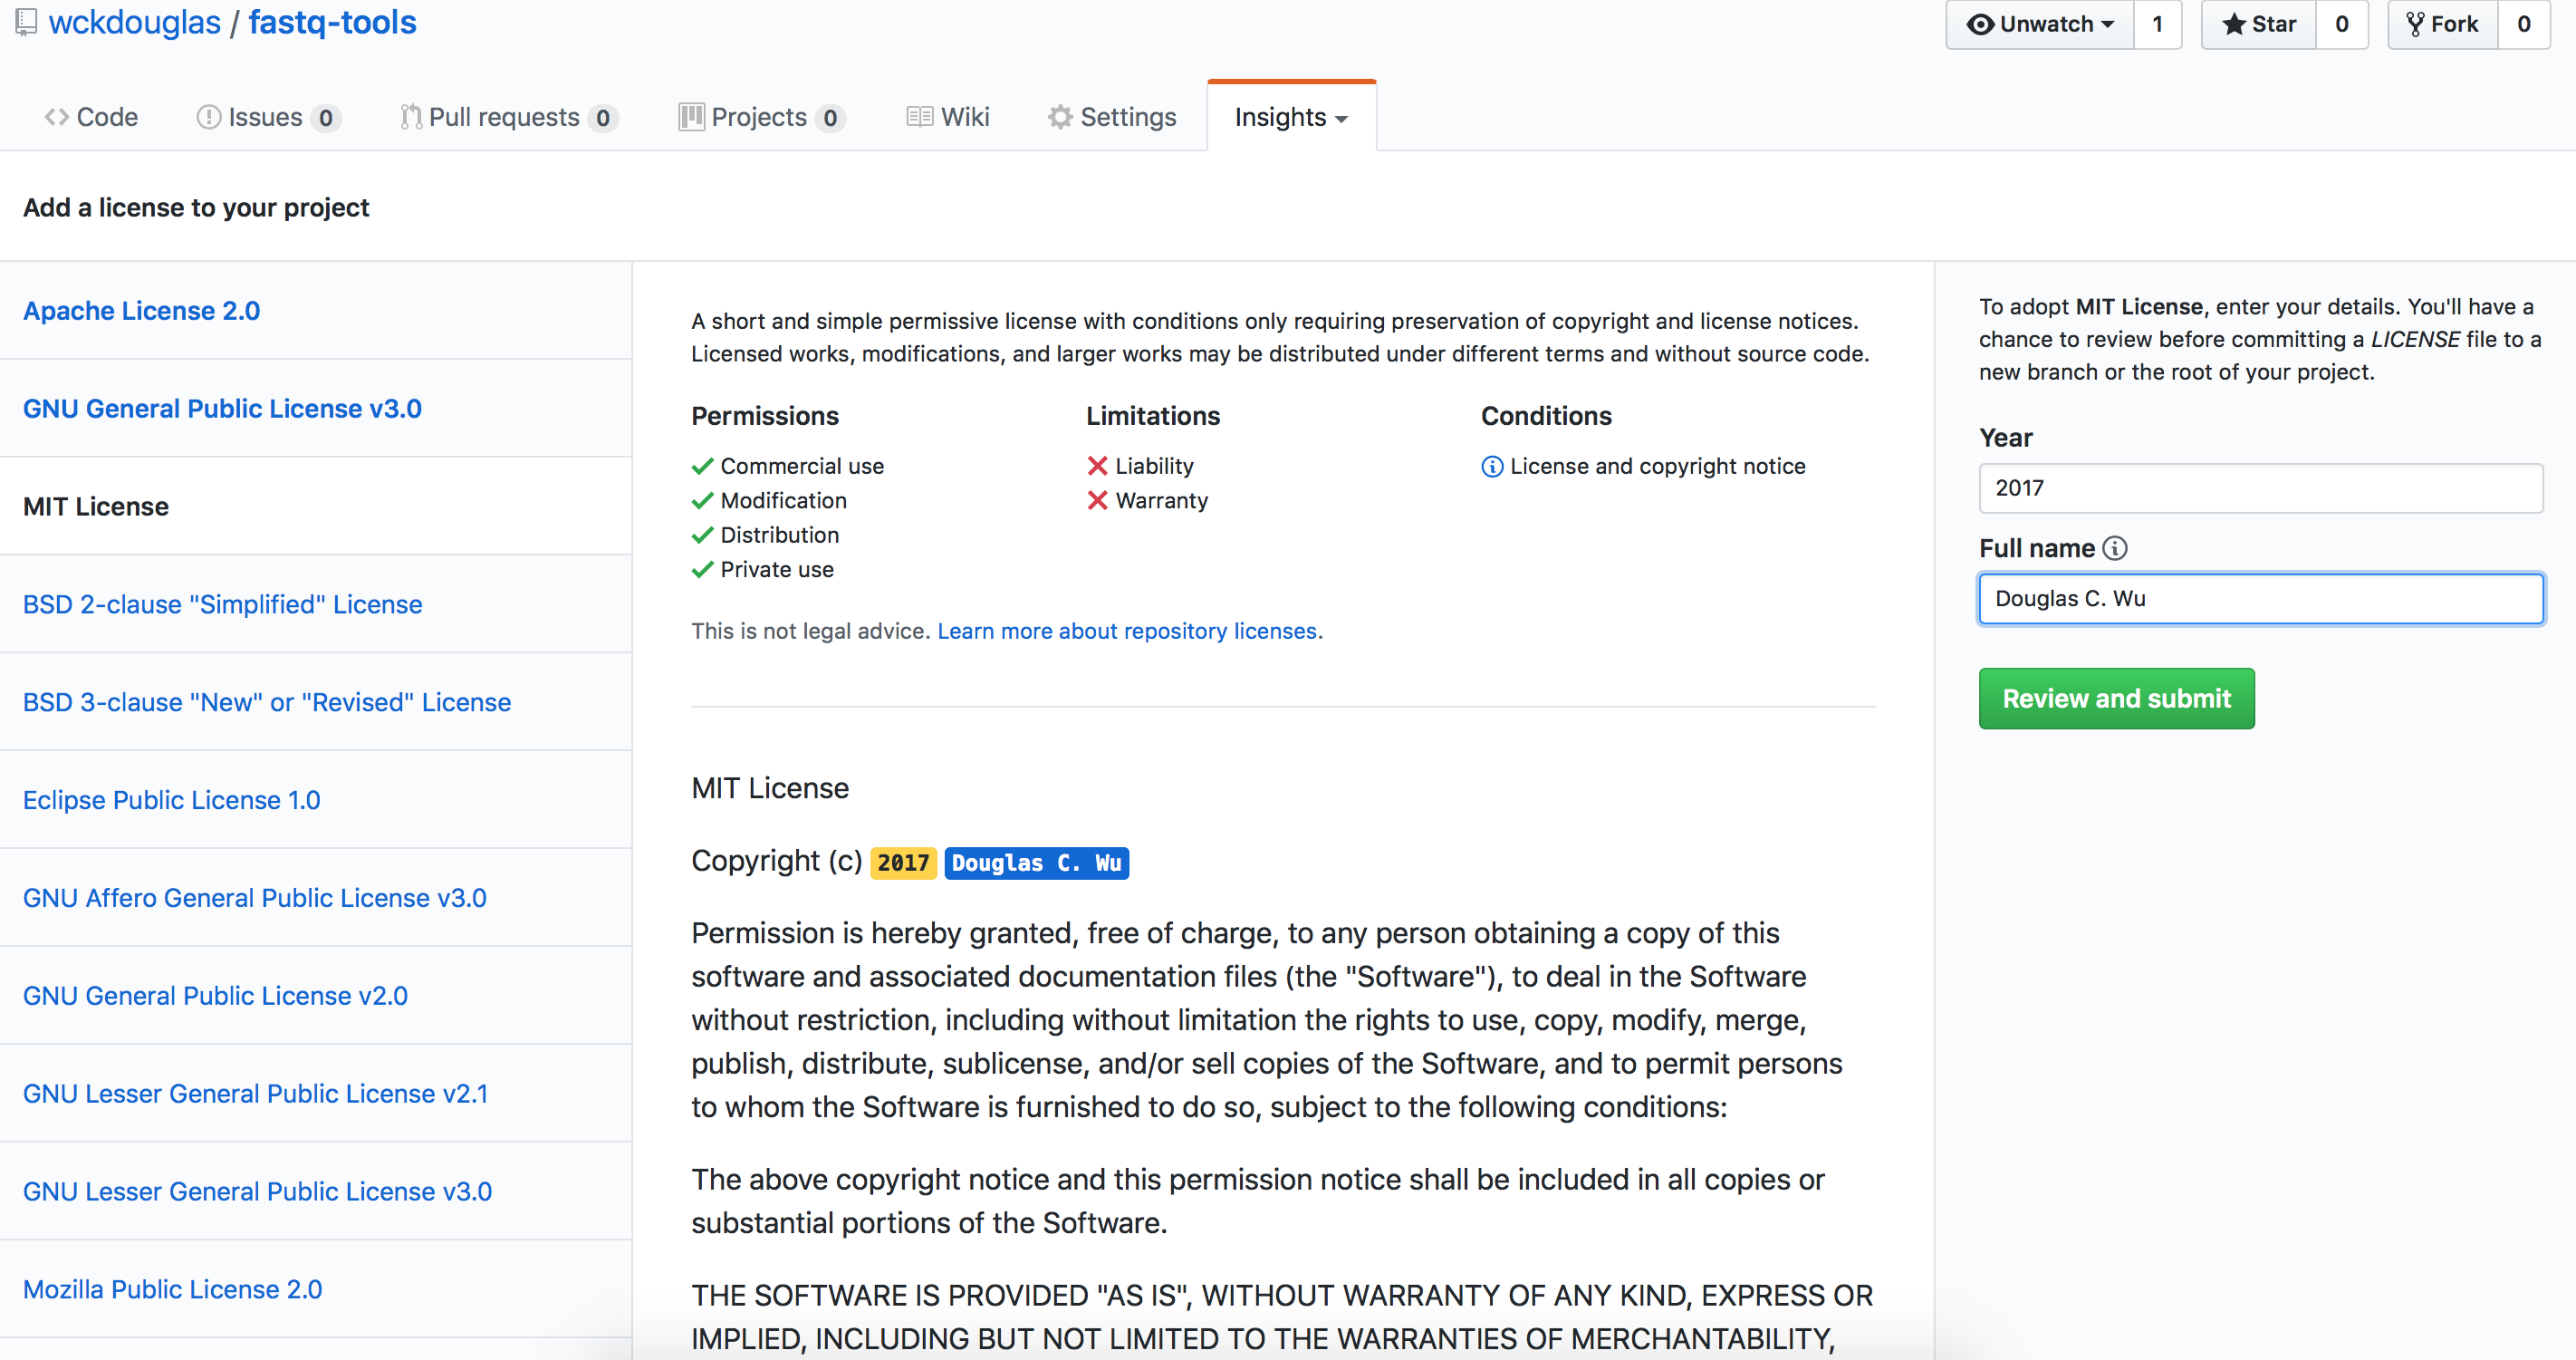 wckdouglas / fastq-tools
Unwatch 1 Star 0 Fork 0
Code Issues 0 Pull requests 0 Projects 0 Wiki Settings Insights
Add a license to your project
Apache License 2.0
GNU General Public License v3.0
MIT License
BSD 2-clause "Simplified" License
BSD 3-clause "New" or "Revised" License
Eclipse Public License 1.0
GNU Affero General Public License v3.0
GNU General Public License v2.0
GNU Lesser General Public License v2.1
GNU Lesser General Public License v3.0
Mozilla Public License 2.0
A short and simple permissive license with conditions only requiring preservation of copyright and license notices.
Licensed works, modifications, and larger works may be distributed under different terms and without source code.
Permissions
Commercial use
Modification
Distribution
Private use
Limitations
Liability
Warranty
Conditions
License and copyright notice
This is not legal advice. Learn more about repository licenses.
MIT License
Copyright (c) 2017 Douglas C. Wu
Permission is hereby granted, free of charge, to any person obtaining a copy of this
software and associated documentation files (the "Software"), to deal in the Software
without restriction, including without limitation the rights to use, copy, modify, merge,
publish, distribute, sublicense, and/or sell copies of the Software, and to permit persons
to whom the Software is furnished to do so, subject to the following conditions:
The above copyright notice and this permission notice shall be included in all copies or
substantial portions of the Software.
THE SOFTWARE IS PROVIDED "AS IS", WITHOUT WARRANTY OF ANY KIND, EXPRESS OR
IMPLIED, INCLUDING BUT NOT LIMITED TO THE WARRANTIES OF MERCHANTABILITY,
To adopt MIT License, enter your details. You'll have a
chance to review before committing a LICENSE file to a
new branch or the root of your project.
Year
2017
Full name
Douglas C. Wu
Review and submit